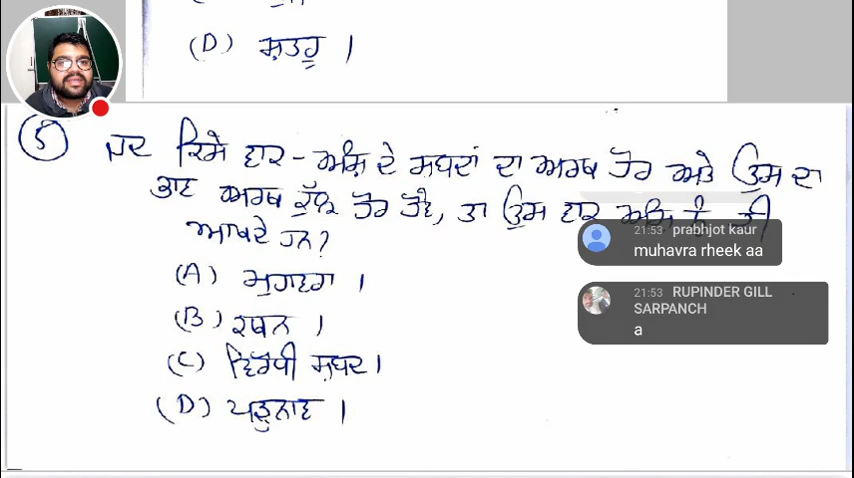 (D) ਸ਼ਤਰੂ ।
(5) ਜਦ ਕਿਸੇ ਵਾਕ-ਅੰਸ਼ ਦੇ ਸ਼ਬਦਾਂ ਦਾ ਅਰਥ ਹੋਰ ਅਤੇ ਉਸ ਦਾ
ਭਾਵ ਅਰਥ ਕੁੱਝ ਹੋਰ ਹੋਵੇ, ਤਾਂ ਉਸ ਵਾਕ ਅੰਸ਼ ਨੂੰ ਕੀ
ਆਖਦੇ ਹਨ?
21:53 prabhjot kaur
muhavra rheek aa
(A) ਮੁਹਾਵਰਾ ।
21:53 RUPINDER GILL
SARPANCH
a
(B) ਕਥਨ ।
(C) ਵਿਰੋਧੀ ਸ਼ਬਦ।
(D) ਪੜਨਾਂਵ ।